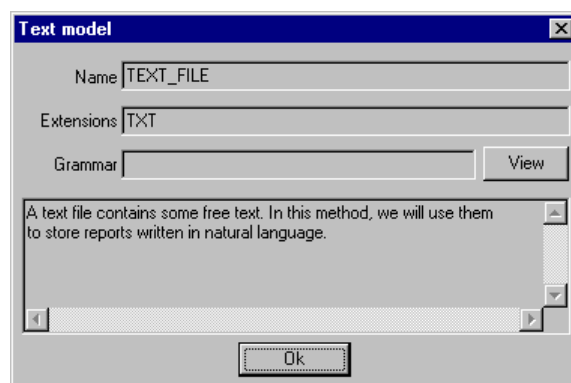 Text model
Name TEXT_FILE
Extensions TXT
Grammar View
A text file contains some free text. In this method, we will use them
to store reports written in natural language.
Ok